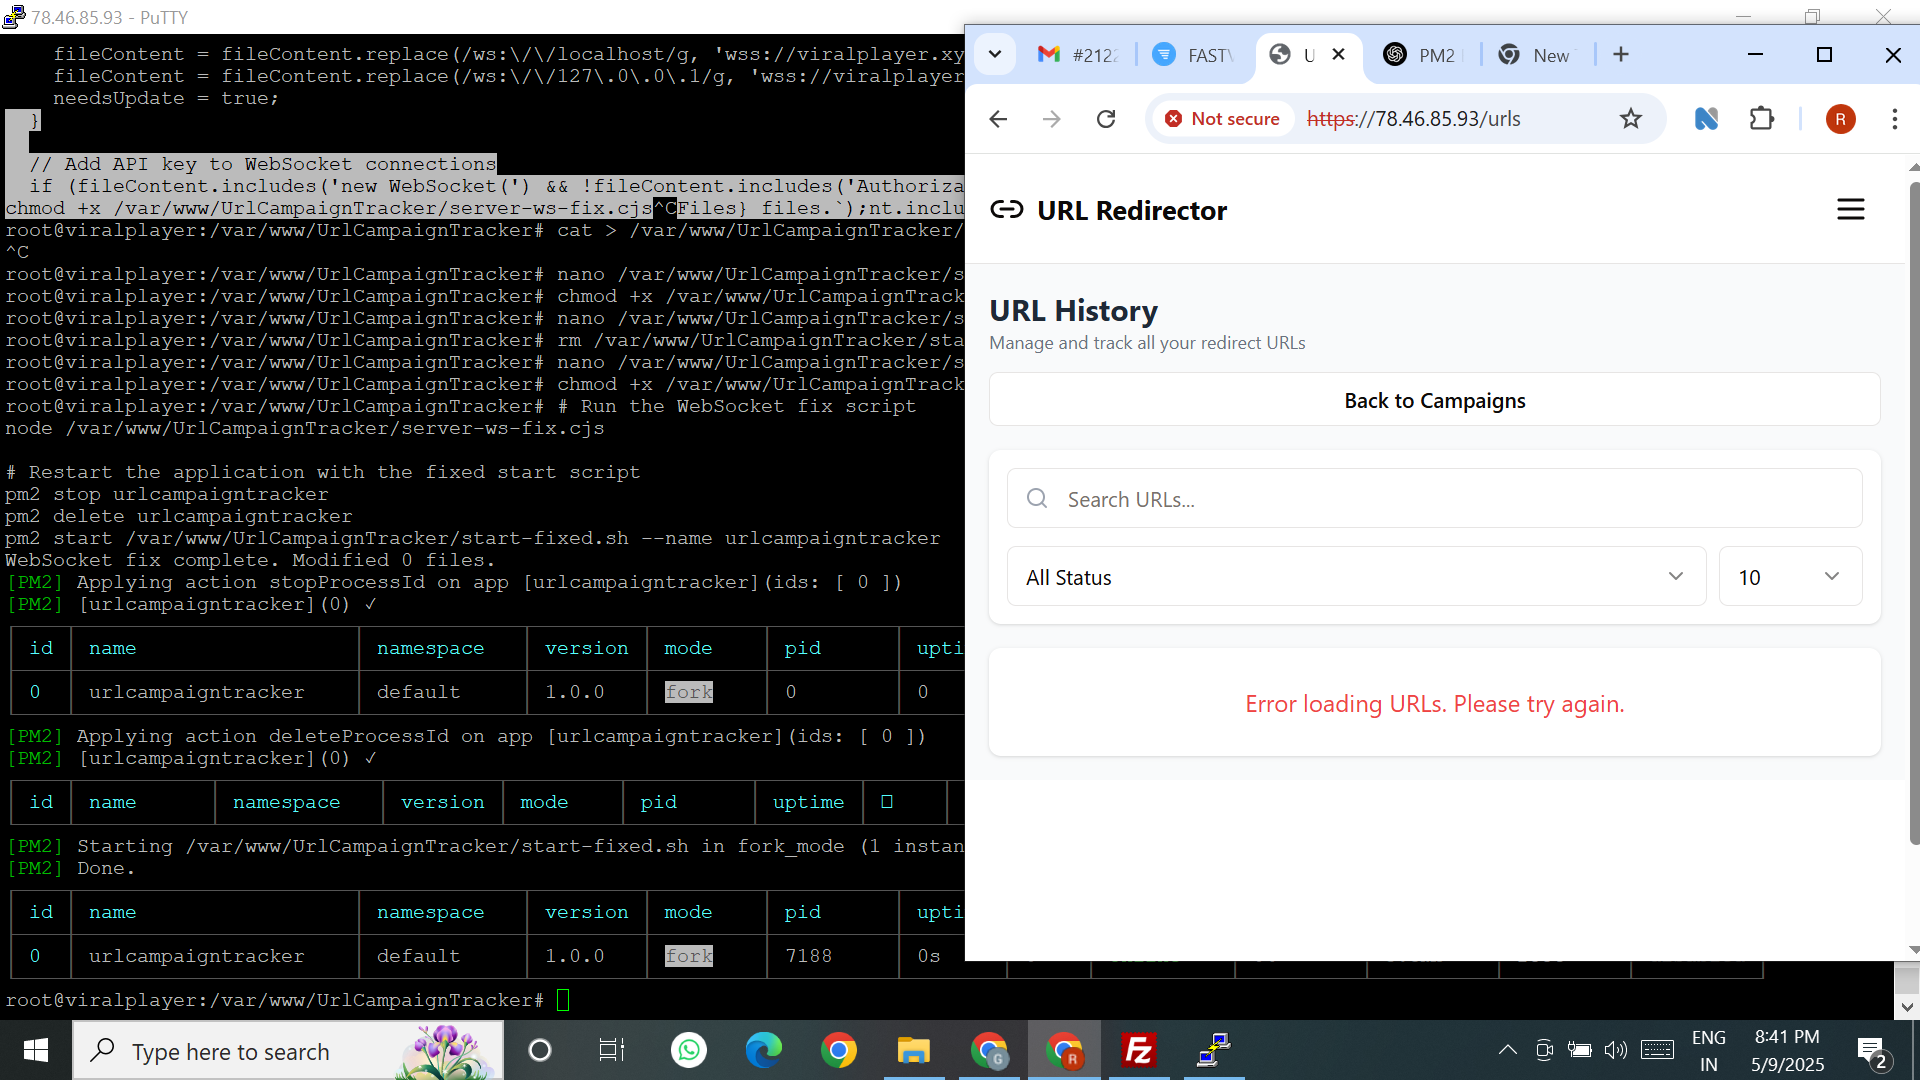 78.46.85.93 - PuTTY
fileContent = fileContent.replace(/ws:\/\/localhost/g, 'wss://viralplayer.xy
fileContent = fileContent.replace(/ws:\/\/127\.0\.0\.1/g, 'wss://viralplayer
needsUpdate = true;
}
// Add API key to WebSocket connections
if (fileContent.includes('new WebSocket(') && !fileContent.includes('Authoriza
chmod +x /var/www/UrlCampaignTracker/server-ws-fix.cjs^CFiles} files.`);nt.inclu
root@viralplayer:/var/www/UrlCampaignTracker# cat > /var/www/UrlCampaignTracker/
^C
root@viralplayer:/var/www/UrlCampaignTracker# nano /var/www/UrlCampaignTracker/s
root@viralplayer:/var/www/UrlCampaignTracker# chmod +x /var/www/UrlCampaignTrack
root@viralplayer:/var/www/UrlCampaignTracker# nano /var/www/UrlCampaignTracker/s
root@viralplayer:/var/www/UrlCampaignTracker# rm /var/www/UrlCampaignTracker/sta
root@viralplayer:/var/www/UrlCampaignTracker# nano /var/www/UrlCampaignTracker/s
root@viralplayer:/var/www/UrlCampaignTracker# chmod +x /var/www/UrlCampaignTrack
root@viralplayer:/var/www/UrlCampaignTracker# # Run the WebSocket fix script
node /var/www/UrlCampaignTracker/server-ws-fix.cjs
# Restart the application with the fixed start script
pm2 stop urlcampaigntracker
pm2 delete urlcampaigntracker
pm2 start /var/www/UrlCampaignTracker/start-fixed.sh --name urlcampaigntracker
WebSocket fix complete. Modified 0 files.
[PM2] Applying action stopProcessId on app [urlcampaigntracker](ids: [ 0 ])
[PM2] [urlcampaigntracker](0) ✓
id name namespace version mode pid upti
0 urlcampaigntracker default 1.0.0 fork 0 0
[PM2] Applying action deleteProcessId on app [urlcampaigntracker](ids: [ 0 ])
[PM2] [urlcampaigntracker](0) ✓
id name namespace version mode pid uptime
[PM2] Starting /var/www/UrlCampaignTracker/start-fixed.sh in fork_mode (1 instan
[PM2] Done.
id name namespace version mode pid upti
0 urlcampaigntracker default 1.0.0 fork 7188 0s
root@viralplayer:/var/www/UrlCampaignTracker#
#2122 FASTV U PM2 New
Not secure https://78.46.85.93/urls R
URL Redirector
URL History
Manage and track all your redirect URLs
Back to Campaigns
Search URLs...
All Status 10
Error loading URLs. Please try again.
Type here to search
G
R
Fz
ENG
IN
8:41 PM
5/9/2025
2